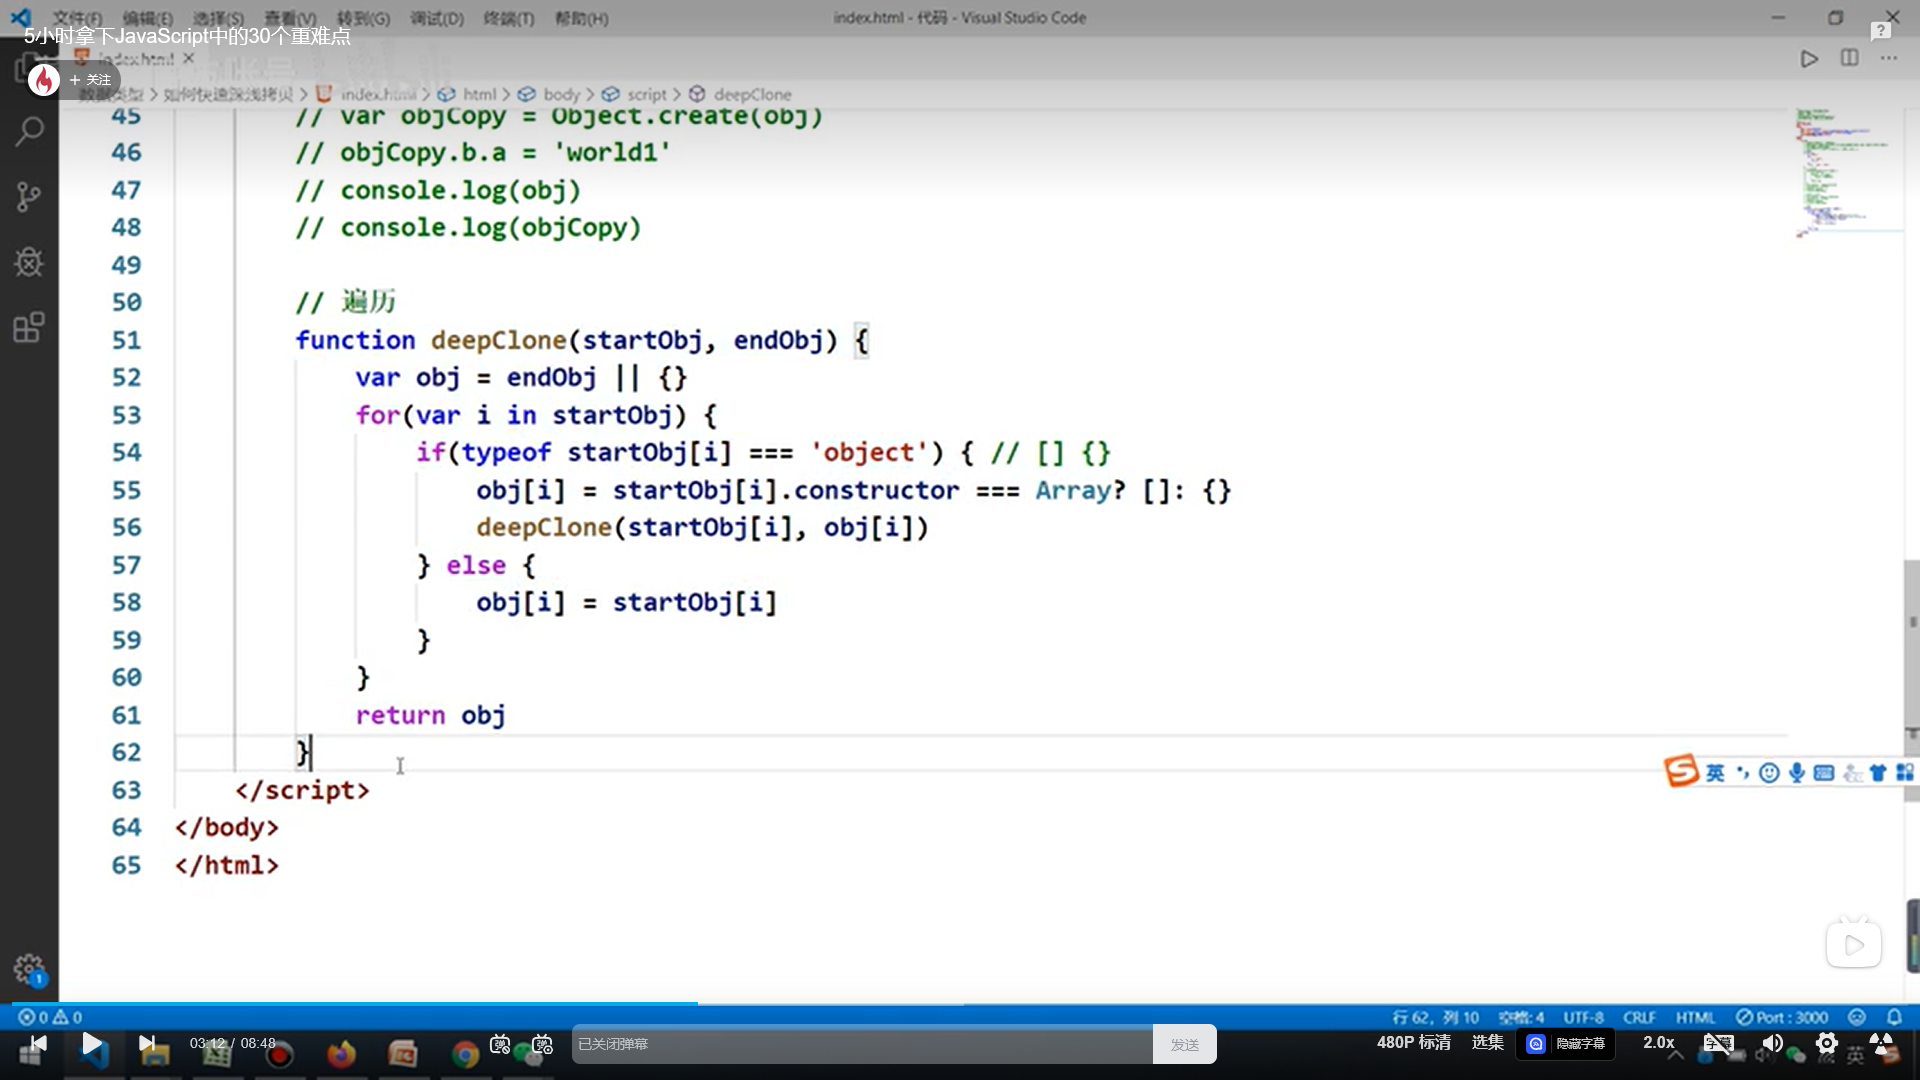 文件(F) 编辑(E) 选择(S) 查看(V) 转到(G) 调试(D) 终端(T) 帮助(H) index.html - 代码 - Visual Studio Code
5小时拿下JavaScript中的30个重难点
index.html
+ 关注
数据类型 > 如何快速深浅拷贝 > index.html > html > body > script > deepClone
45 // var objCopy = Object.create(obj)
46 // objCopy.b.a = 'world1'
47 // console.log(obj)
48 // console.log(objCopy)
49
50 // 遍历
51 function deepClone(startObj, endObj) {
52 var obj = endObj || {}
53 for(var i in startObj) {
54 if(typeof startObj[i] === 'object') { // [] {}
55 obj[i] = startObj[i].constructor === Array? []: {}
56 deepClone(startObj[i], obj[i])
57 } else {
58 obj[i] = startObj[i]
59 }
60 }
61 return obj
62 }
63 </script>
64 </body>
65 </html>
英
1
0 0 行 62, 列 10 空格: 4 UTF-8 CRLF HTML Port : 3000
03:12 / 08:48 已关闭弹幕 发送 480P 标清 选集 隐藏字幕 2.0x 字幕
英